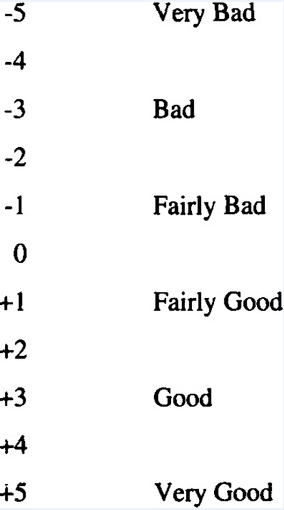 -5 Very Bad
-4
-3 Bad
-2
-1 Fairly Bad
0
+1 Fairly Good
+2
+3 Good
+4
+5 Very Good